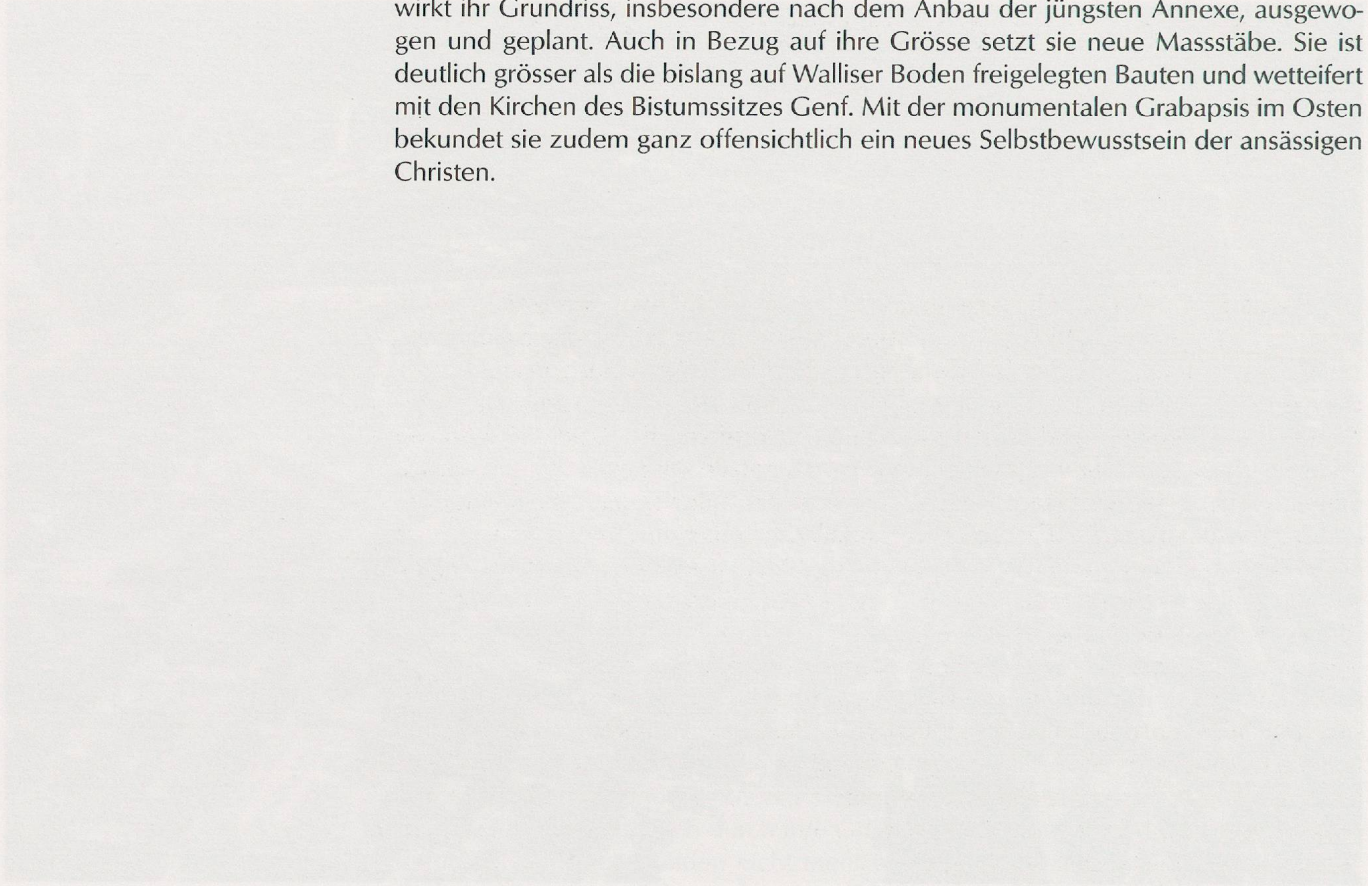 wirkt ihr Grundriss, insbesondere nach dem Anbau der jüngsten Annexe, ausgewo-
gen und geplant. Auch in Bezug auf ihre Grösse setzt sie neue Massstäbe. Sie ist
deutlich grösser als die bislang auf Walliser Boden freigelegten Bauten und wetteifert
mit den Kirchen des Bistumssitzes Genf. Mit der monumentalen Grabapsis im Osten
bekundet sie zudem ganz offensichtlich ein neues Selbstbewusstsein der ansässigen
Christen.